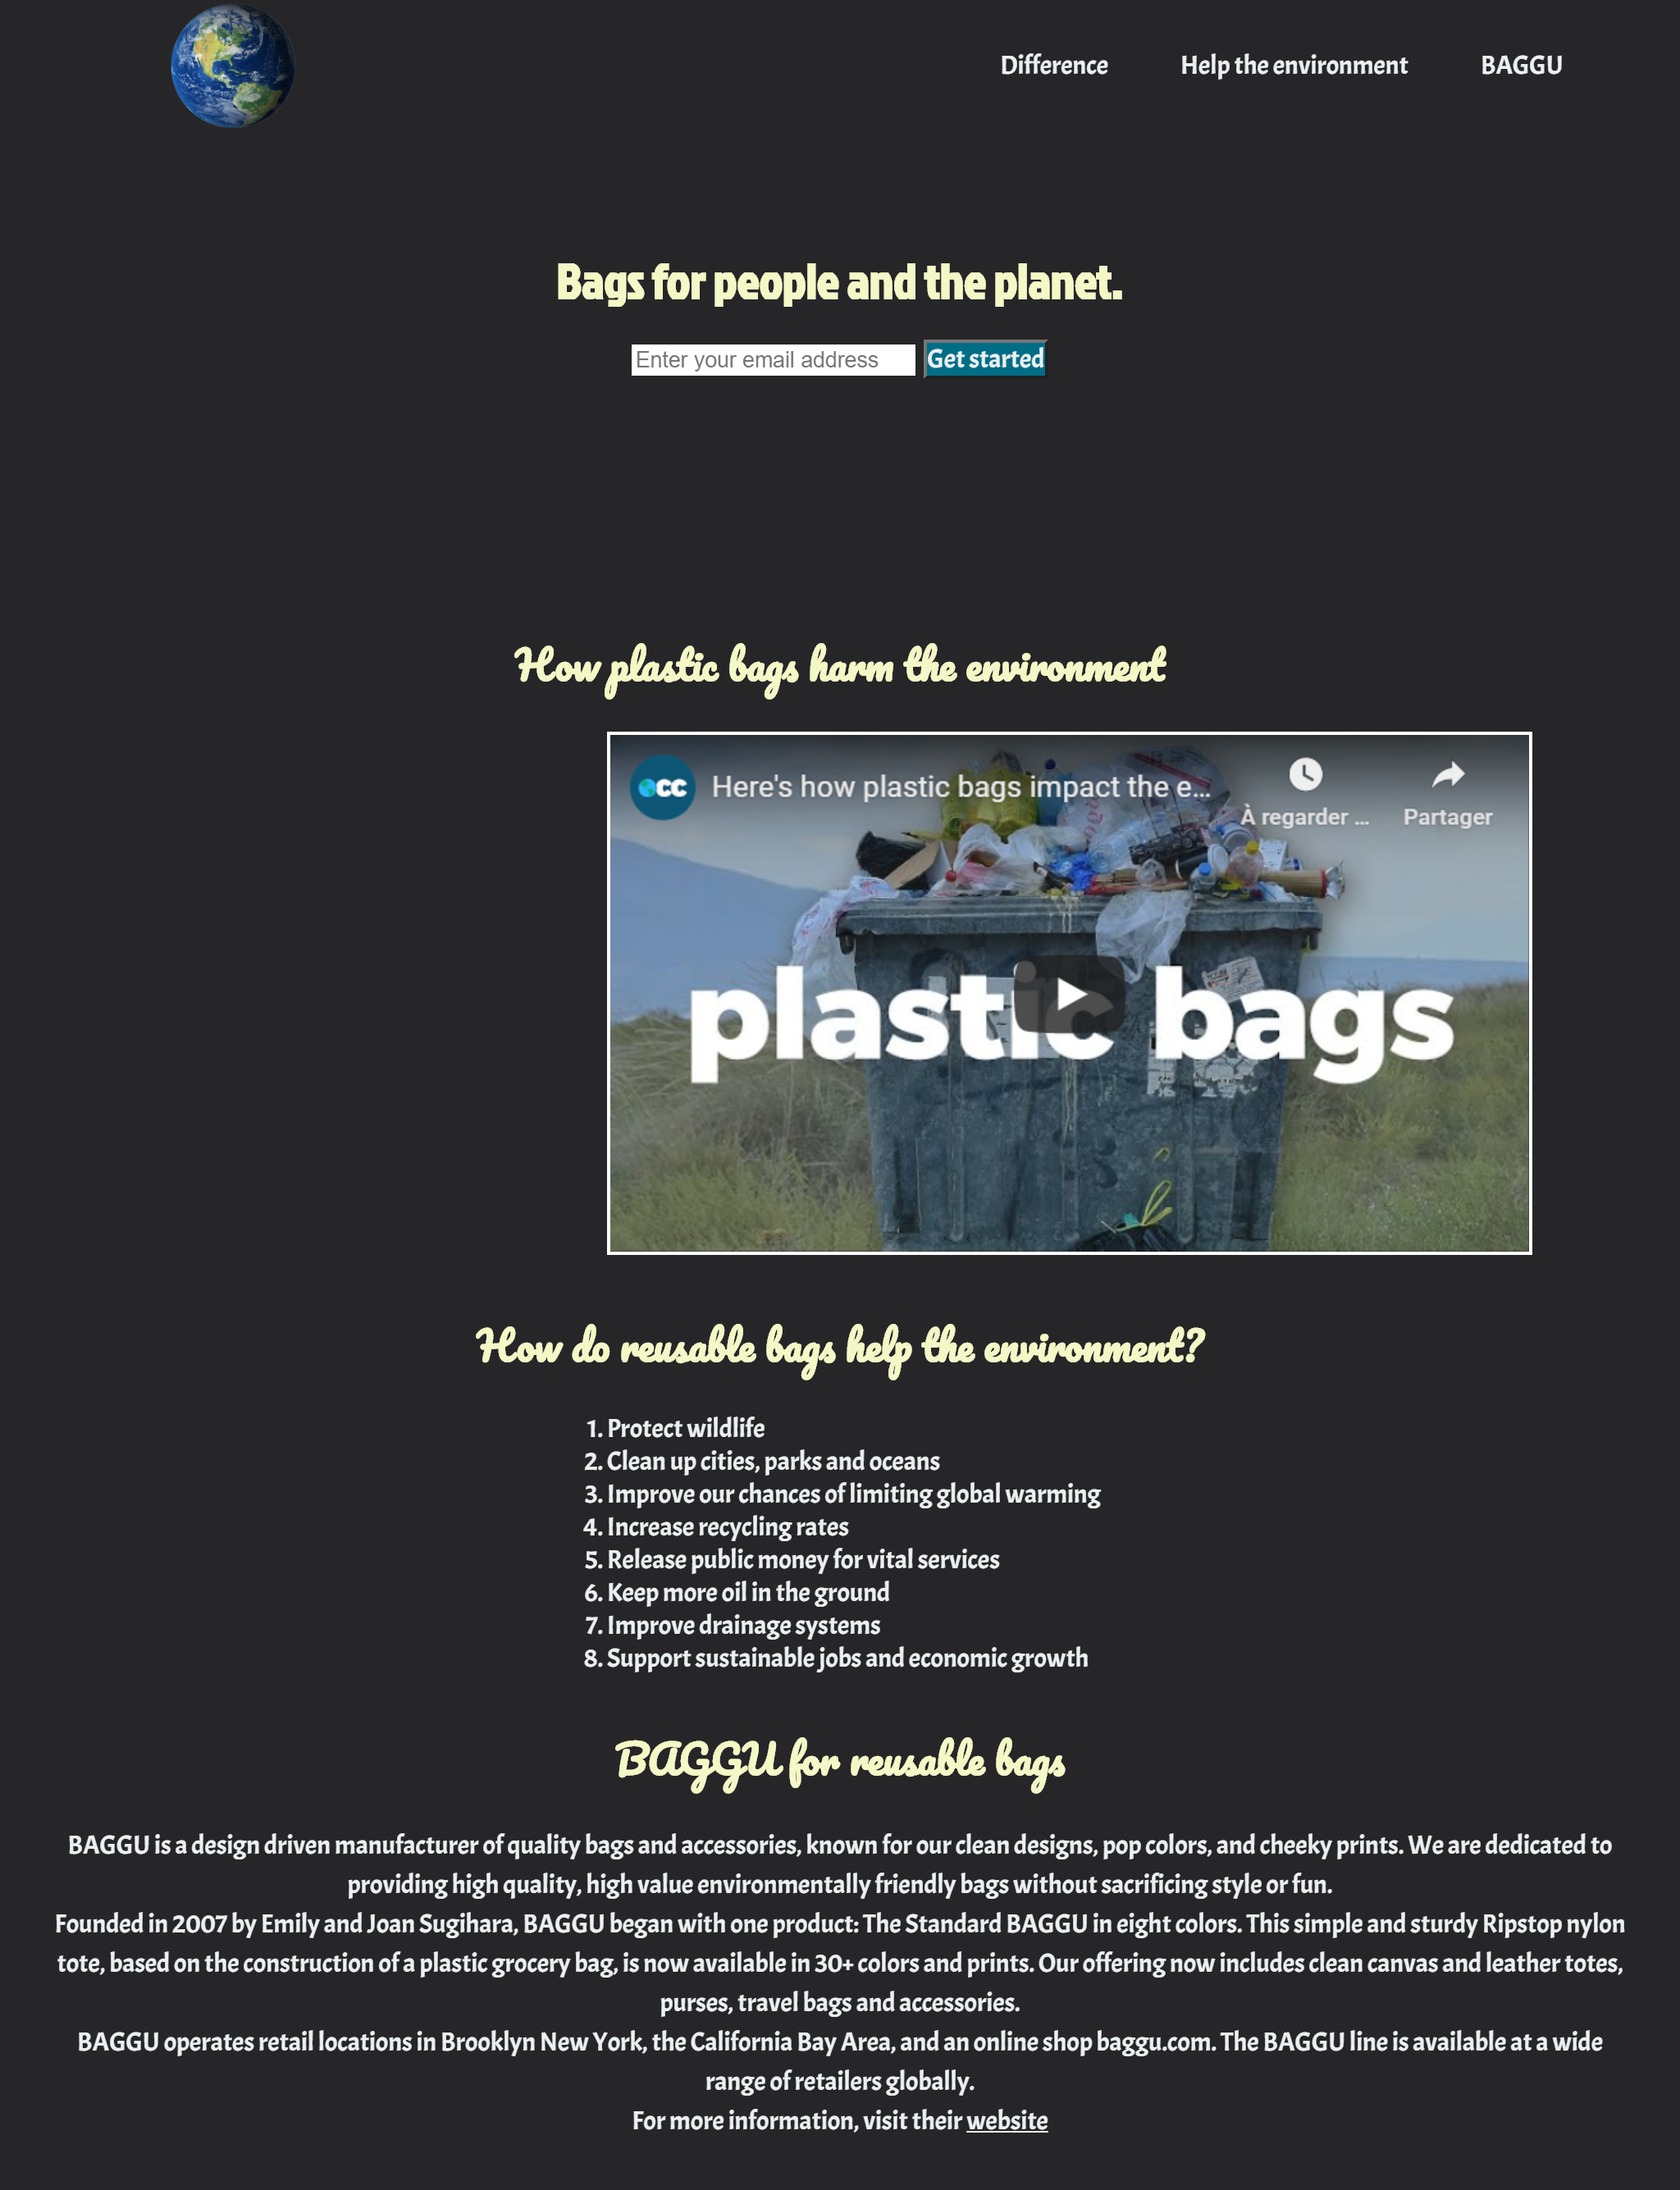 Difference Help the environment BAGGU
Bags for people and the planet.
Enter your email address Get started
How plastic bags harm the environment
CC Here's how plastic bags impact the e... À regarder ... Partager
plastic bags
How do reusable bags help the environment?
1. Protect wildlife
2. Clean up cities, parks and oceans
3. Improve our chances of limiting global warming
4. Increase recycling rates
5. Release public money for vital services
6. Keep more oil in the ground
7. Improve drainage systems
8. Support sustainable jobs and economic growth
BAGGU for reusable bags
BAGGU is a design driven manufacturer of quality bags and accessories, known for our clean designs, pop colors, and cheeky prints. We are dedicated to
providing high quality, high value environmentally friendly bags without sacrificing style or fun.
Founded in 2007 by Emily and Joan Sugihara, BAGGU began with one product: The Standard BAGGU in eight colors. This simple and sturdy Ripstop nylon
tote, based on the construction of a plastic grocery bag, is now available in 30+ colors and prints. Our offering now includes clean canvas and leather totes,
purses, travel bags and accessories.
BAGGU operates retail locations in Brooklyn New York, the California Bay Area, and an online shop baggu.com. The BAGGU line is available at a wide
range of retailers globally.
For more information, visit their website